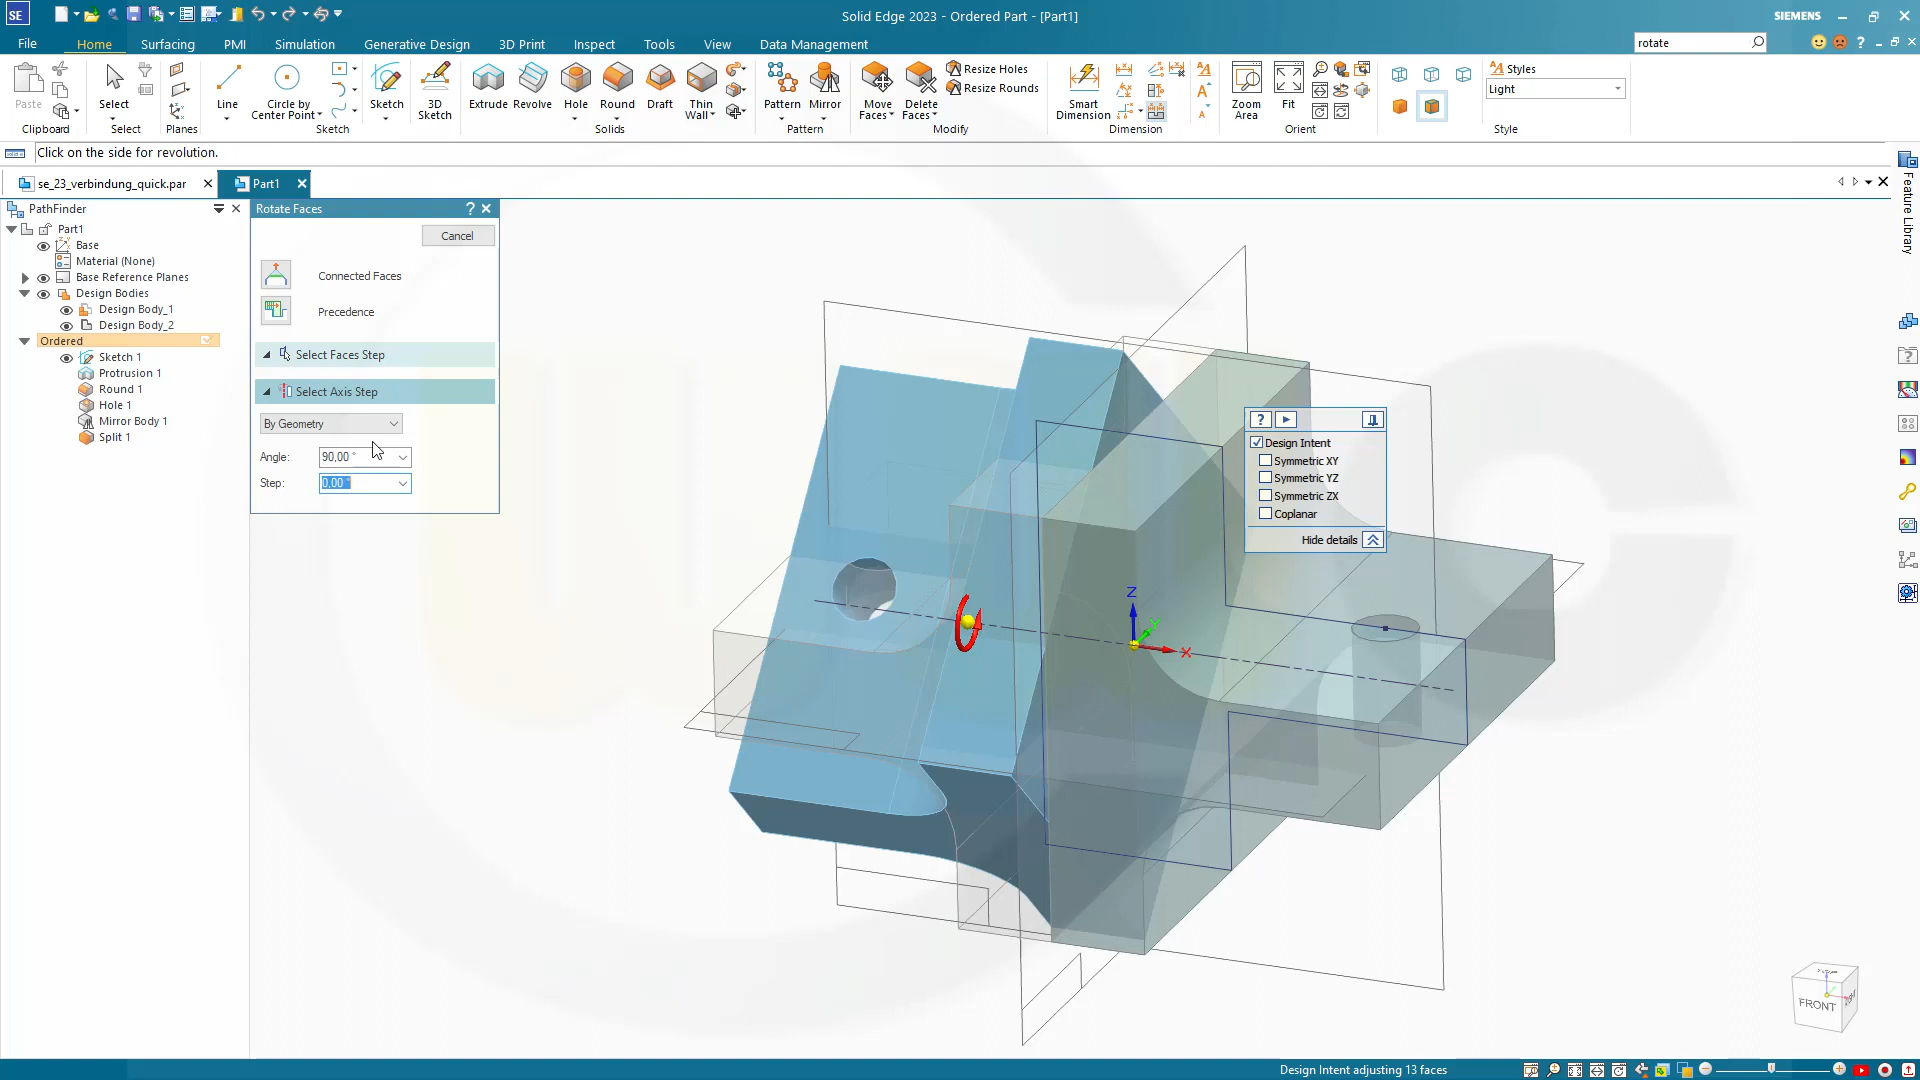 SE
Solid Edge 2023 - Ordered Part - [Part1]
SIEMENS
File
Home
Surfacing
PMI
Simulation
Generative Design
3D Print
Inspect
Tools
View
Data Management
rotate
Paste
Clipboard
Select
Select
Planes
Line
Circle by
Center Point
Sketch
3D
Sketch
Sketch
Extrude
Revolve
Hole
Round
Draft
Thin
Wall
Solids
Pattern
Mirror
Pattern
Move
Faces
Delete
Faces
Resize Holes
Resize Rounds
Modify
Smart
Dimension
Dimension
Zoom
Area
Fit
Orient
Styles
Light
Style
Click on the side for revolution.
se_23_verbindung_quick.par
Part1
PathFinder
Part1
Base
Material (None)
Base Reference Planes
Design Bodies
Design Body_1
Design Body_2
Ordered
Sketch 1
Protrusion 1
Round 1
Hole 1
Mirror Body 1
Split 1
Rotate Faces
Cancel
Connected Faces
Precedence
Select Faces Step
Select Axis Step
By Geometry
Angle: 90,00 °
Step: 0,00 °
Design Intent
Symmetric XY
Symmetric YZ
Symmetric ZX
Coplanar
Hide details
Z
Y
X
FRONT
Feature Library
Design Intent adjusting 13 faces